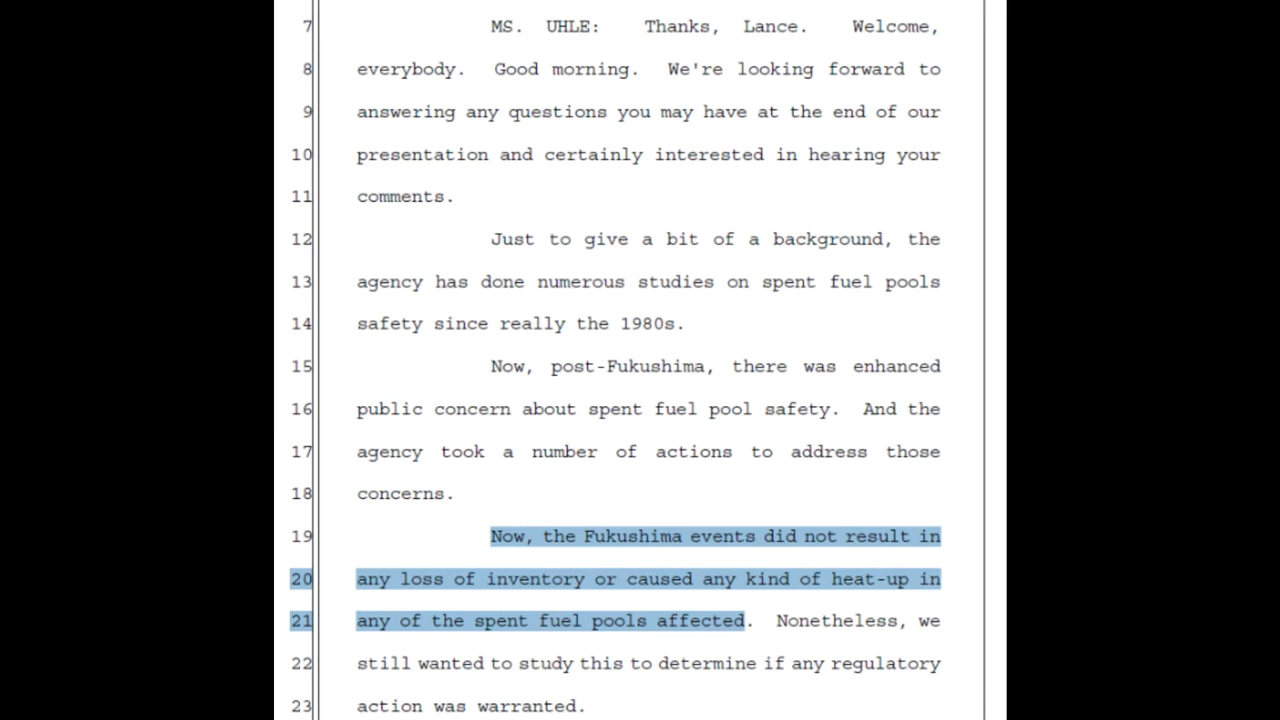 7 MS. UHLE: Thanks, Lance. Welcome,
8 everybody. Good morning. We're looking forward to
9 answering any questions you may have at the end of our
10 presentation and certainly interested in hearing your
11 comments.
12 Just to give a bit of a background, the
13 agency has done numerous studies on spent fuel pools
14 safety since really the 1980s.
15 Now, post-Fukushima, there was enhanced
16 public concern about spent fuel pool safety. And the
17 agency took a number of actions to address those
18 concerns.
19 Now, the Fukushima events did not result in
20 any loss of inventory or caused any kind of heat-up in
21 any of the spent fuel pools affected. Nonetheless, we
22 still wanted to study this to determine if any regulatory
23 action was warranted.